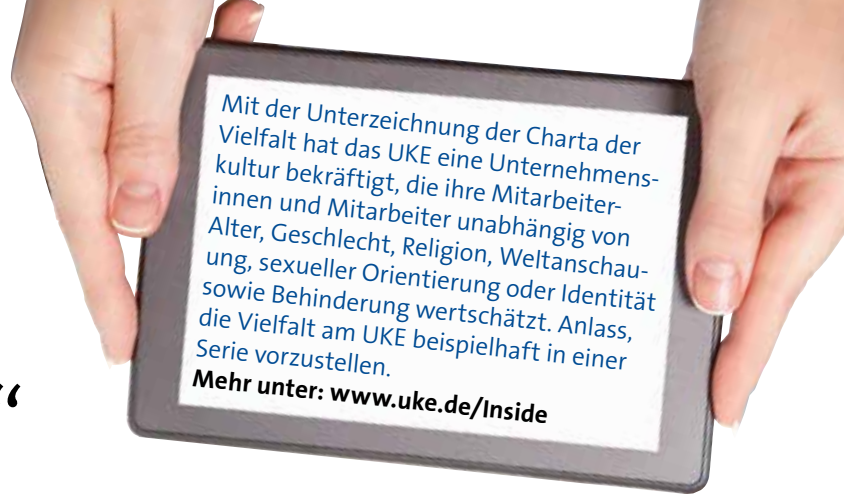 Mit der Unterzeichnung der Charta der
Vielfalt hat das UKE eine Unternehmens-
kultur bekräftigt, die ihre Mitarbeiter-
innen und Mitarbeiter unabhängig von
Alter, Geschlecht, Religion, Weltanschau-
ung, sexueller Orientierung oder Identität
sowie Behinderung wertschätzt. Anlass,
die Vielfalt am UKE beispielhaft in einer
Serie vorzustellen.
Mehr unter: www.uke.de/Inside
“